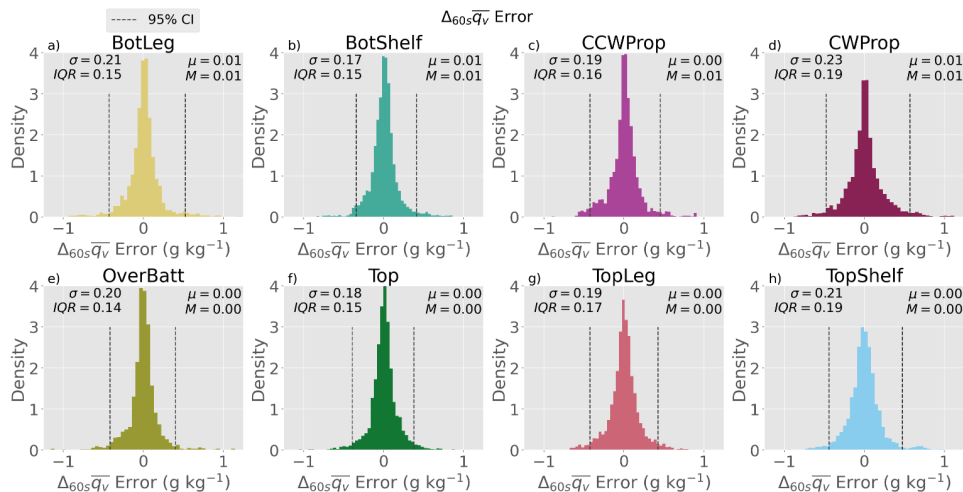 95% CI
Δ60s q̅v̅ Error
a) BotLeg
σ = 0.21 μ = 0.01
IQR = 0.15 M = 0.01
b) BotShelf
σ = 0.17 μ = 0.01
IQR = 0.15 M = 0.01
c) CCWProp
σ = 0.19 μ = 0.00
IQR = 0.16 M = 0.01
d) CWProp
σ = 0.23 μ = 0.01
IQR = 0.19 M = 0.01
Density
4
3
2
1
0
−1 0 1
Δ60s q̅v̅ Error (g kg⁻¹)
Density
4
3
2
1
0
−1 0 1
Δ60s q̅v̅ Error (g kg⁻¹)
Density
4
3
2
1
0
−1 0 1
Δ60s q̅v̅ Error (g kg⁻¹)
Density
4
3
2
1
0
−1 0 1
Δ60s q̅v̅ Error (g kg⁻¹)
e) OverBatt
σ = 0.20 μ = 0.00
IQR = 0.14 M = 0.00
f) Top
σ = 0.18 μ = 0.00
IQR = 0.15 M = 0.00
g) TopLeg
σ = 0.19 μ = 0.00
IQR = 0.17 M = 0.00
h) TopShelf
σ = 0.21 μ = 0.00
IQR = 0.19 M = 0.00
Density
4
3
2
1
0
−1 0 1
Δ60s q̅v̅ Error (g kg⁻¹)
Density
4
3
2
1
0
−1 0 1
Δ60s q̅v̅ Error (g kg⁻¹)
Density
4
3
2
1
0
−1 0 1
Δ60s q̅v̅ Error (g kg⁻¹)
Density
4
3
2
1
0
−1 0 1
Δ60s q̅v̅ Error (g kg⁻¹)